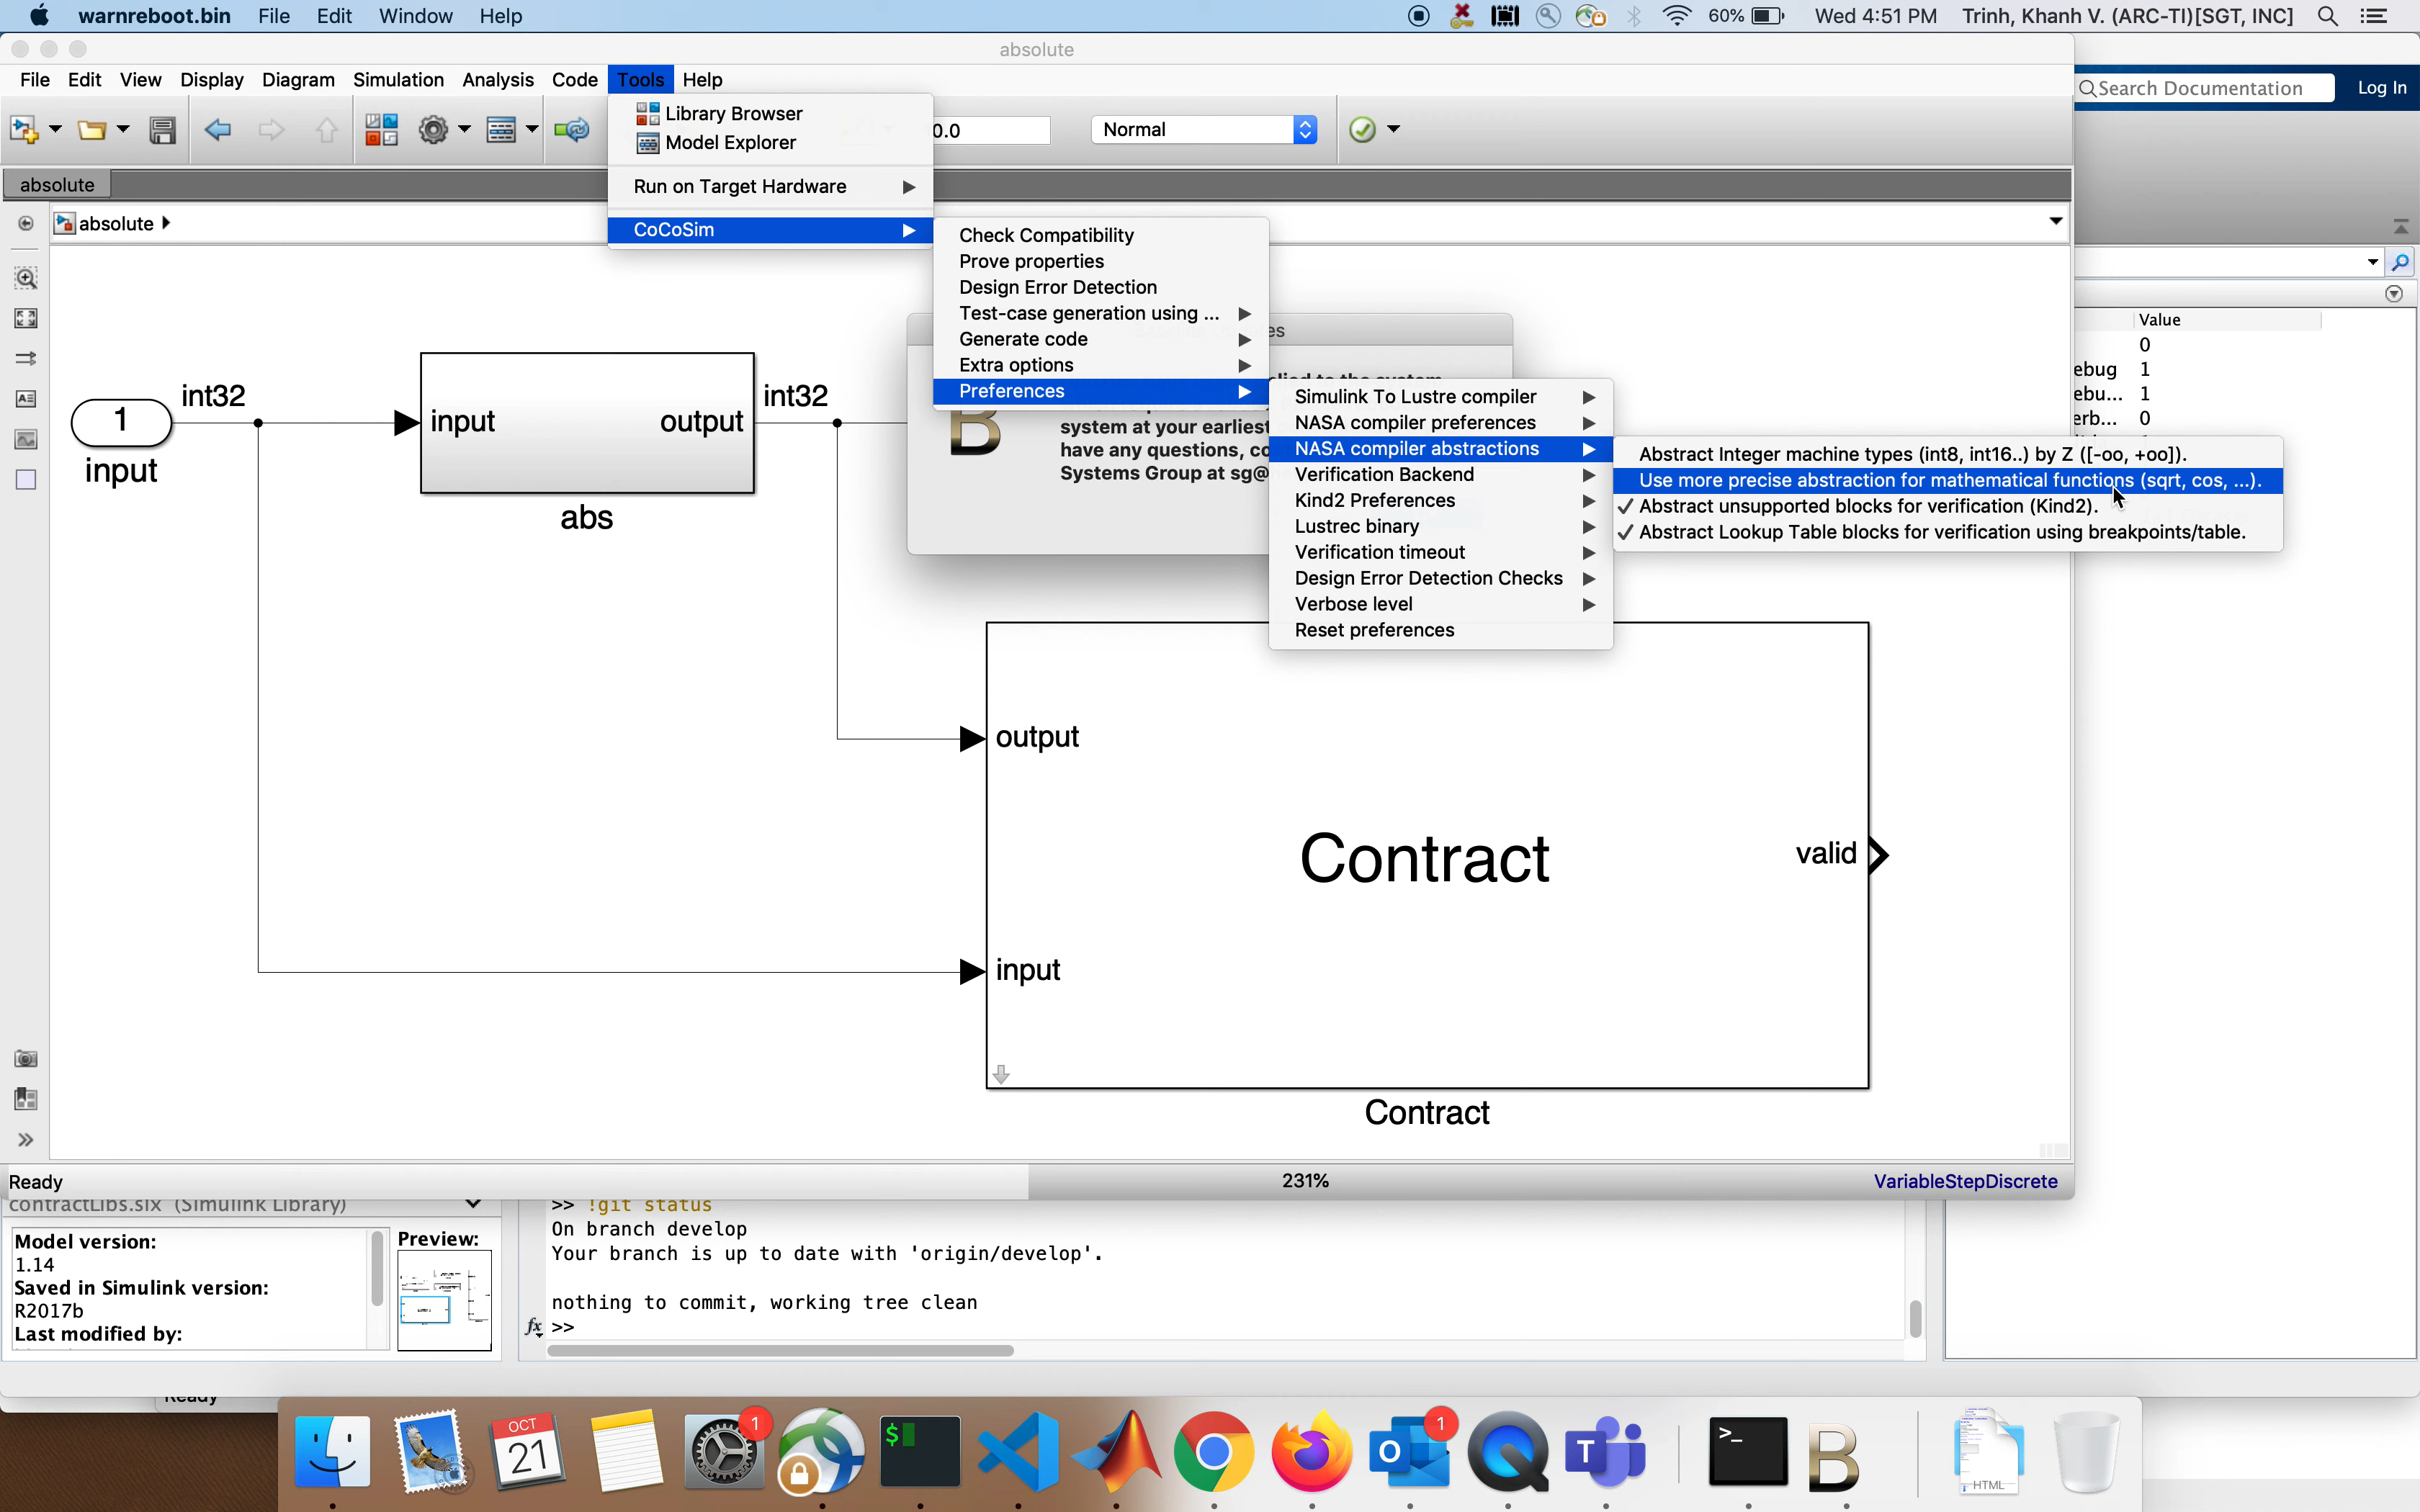 warnreboot.bin File Edit Window Help
60% Wed 4:51 PM Trinh, Khanh V. (ARC-TI)[SGT, INC]
absolute
File Edit View Display Diagram Simulation Analysis Code Tools Help
Search Documentation Log In
Library Browser
Model Explorer
0.0
Normal
absolute
Run on Target Hardware
absolute
CoCoSim
Check Compatibility
Prove properties
Design Error Detection
Test-case generation using ...
Generate code
Extra options
Preferences
Simulink To Lustre compiler
NASA compiler preferences
NASA compiler abstractions
Verification Backend
Kind2 Preferences
Lustrec binary
Verification timeout
Design Error Detection Checks
Verbose level
Reset preferences
Abstract Integer machine types (int8, int16..) by Z ([-oo, +oo]).
Use more precise abstraction for mathematical functions (sqrt, cos, ...).
✓ Abstract unsupported blocks for verification (Kind2).
✓ Abstract Lookup Table blocks for verification using breakpoints/table.
Value
0
ebug 1
ebu... 1
erb... 0
system at your earliest
have any questions, co
Systems Group at sg@
B
int32
1
input
input
output
abs
int32
output
input
Contract
valid
Contract
Ready
231%
VariableStepDiscrete
contractLibs.slx (Simulink Library)
Model version:
1.14
Saved in Simulink version:
R2017b
Last modified by:
Preview:
>> !git status
On branch develop
Your branch is up to date with 'origin/develop'.
nothing to commit, working tree clean
fx >>
Ready
OCT
21
1
$
O
1
T
>_
B
HTML